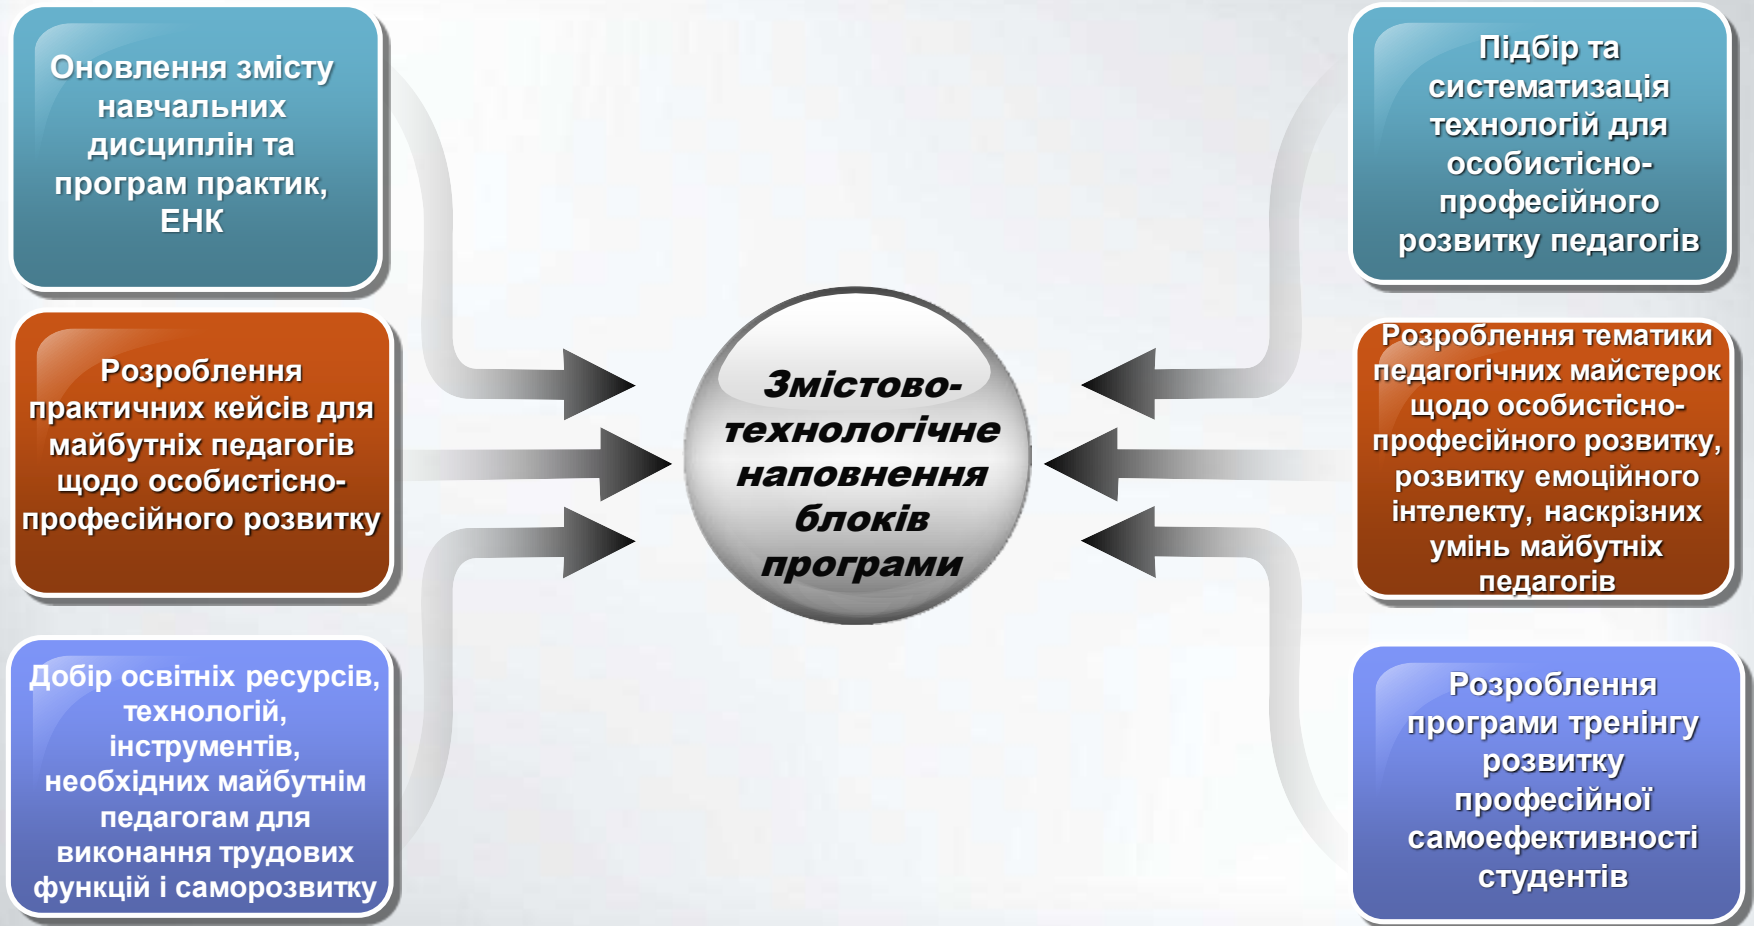 Оновлення змісту
навчальних
дисциплін та
програм практик,
ЕНК
Розроблення
практичних кейсів для
майбутніх педагогів
щодо особистісно-
професійного розвитку
Добір освітніх ресурсів,
технологій,
інструментів,
необхідних майбутнім
педагогам для
виконання трудових
функцій і саморозвитку
Змістово-
технологічне
наповнення
блоків
програми
Підбір та
систематизація
технологій для
особистісно-
професійного
розвитку педагогів
Розроблення тематики
педагогічних майстерок
щодо особистісно-
професійного розвитку,
розвитку емоційного
інтелекту, наскрізних
умінь майбутніх
педагогів
Розроблення
програми тренінгу
розвитку
професійної
самоефективності
студентів